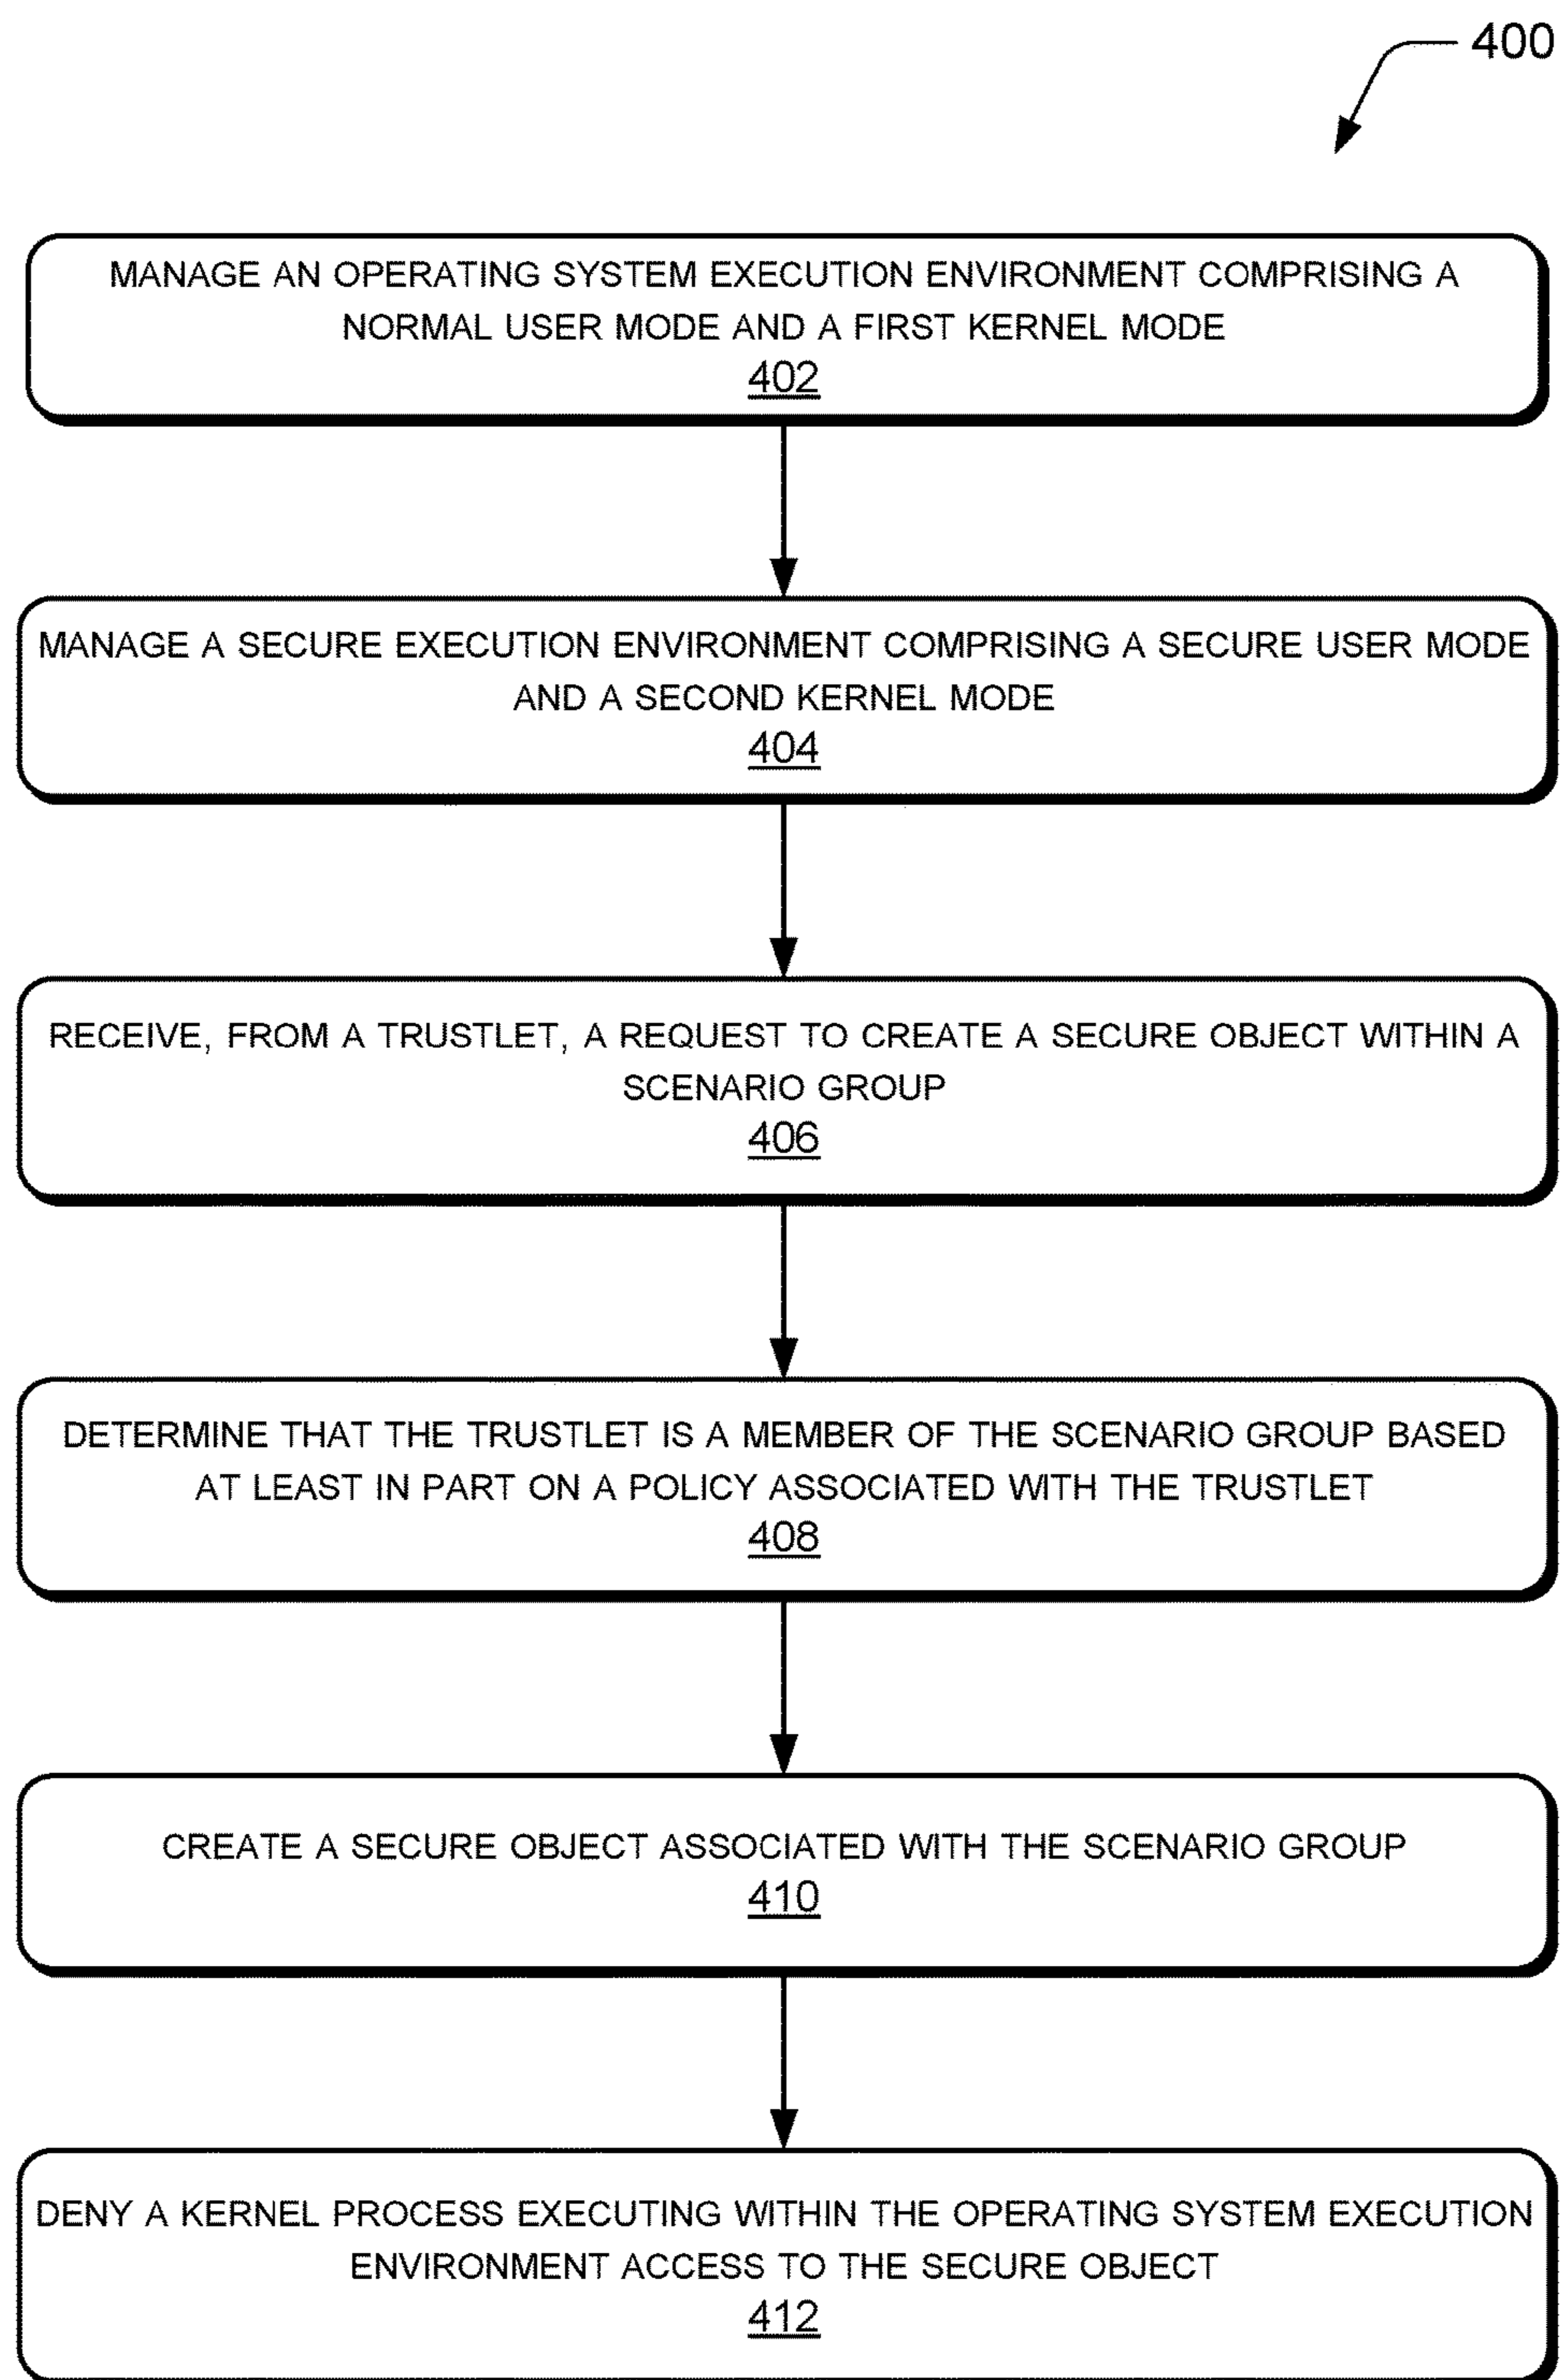 400
MANAGE AN OPERATING SYSTEM EXECUTION ENVIRONMENT COMPRISING A
NORMAL USER MODE AND A FIRST KERNEL MODE
402
MANAGE A SECURE EXECUTION ENVIRONMENT COMPRISING A SECURE USER MODE
AND A SECOND KERNEL MODE
404
RECEIVE, FROM A TRUSTLET, A REQUEST TO CREATE A SECURE OBJECT WITHIN A
SCENARIO GROUP
406
DETERMINE THAT THE TRUSTLET IS A MEMBER OF THE SCENARIO GROUP BASED
AT LEAST IN PART ON A POLICY ASSOCIATED WITH THE TRUSTLET
408
CREATE A SECURE OBJECT ASSOCIATED WITH THE SCENARIO GROUP
410
DENY A KERNEL PROCESS EXECUTING WITHIN THE OPERATING SYSTEM EXECUTION
ENVIRONMENT ACCESS TO THE SECURE OBJECT
412